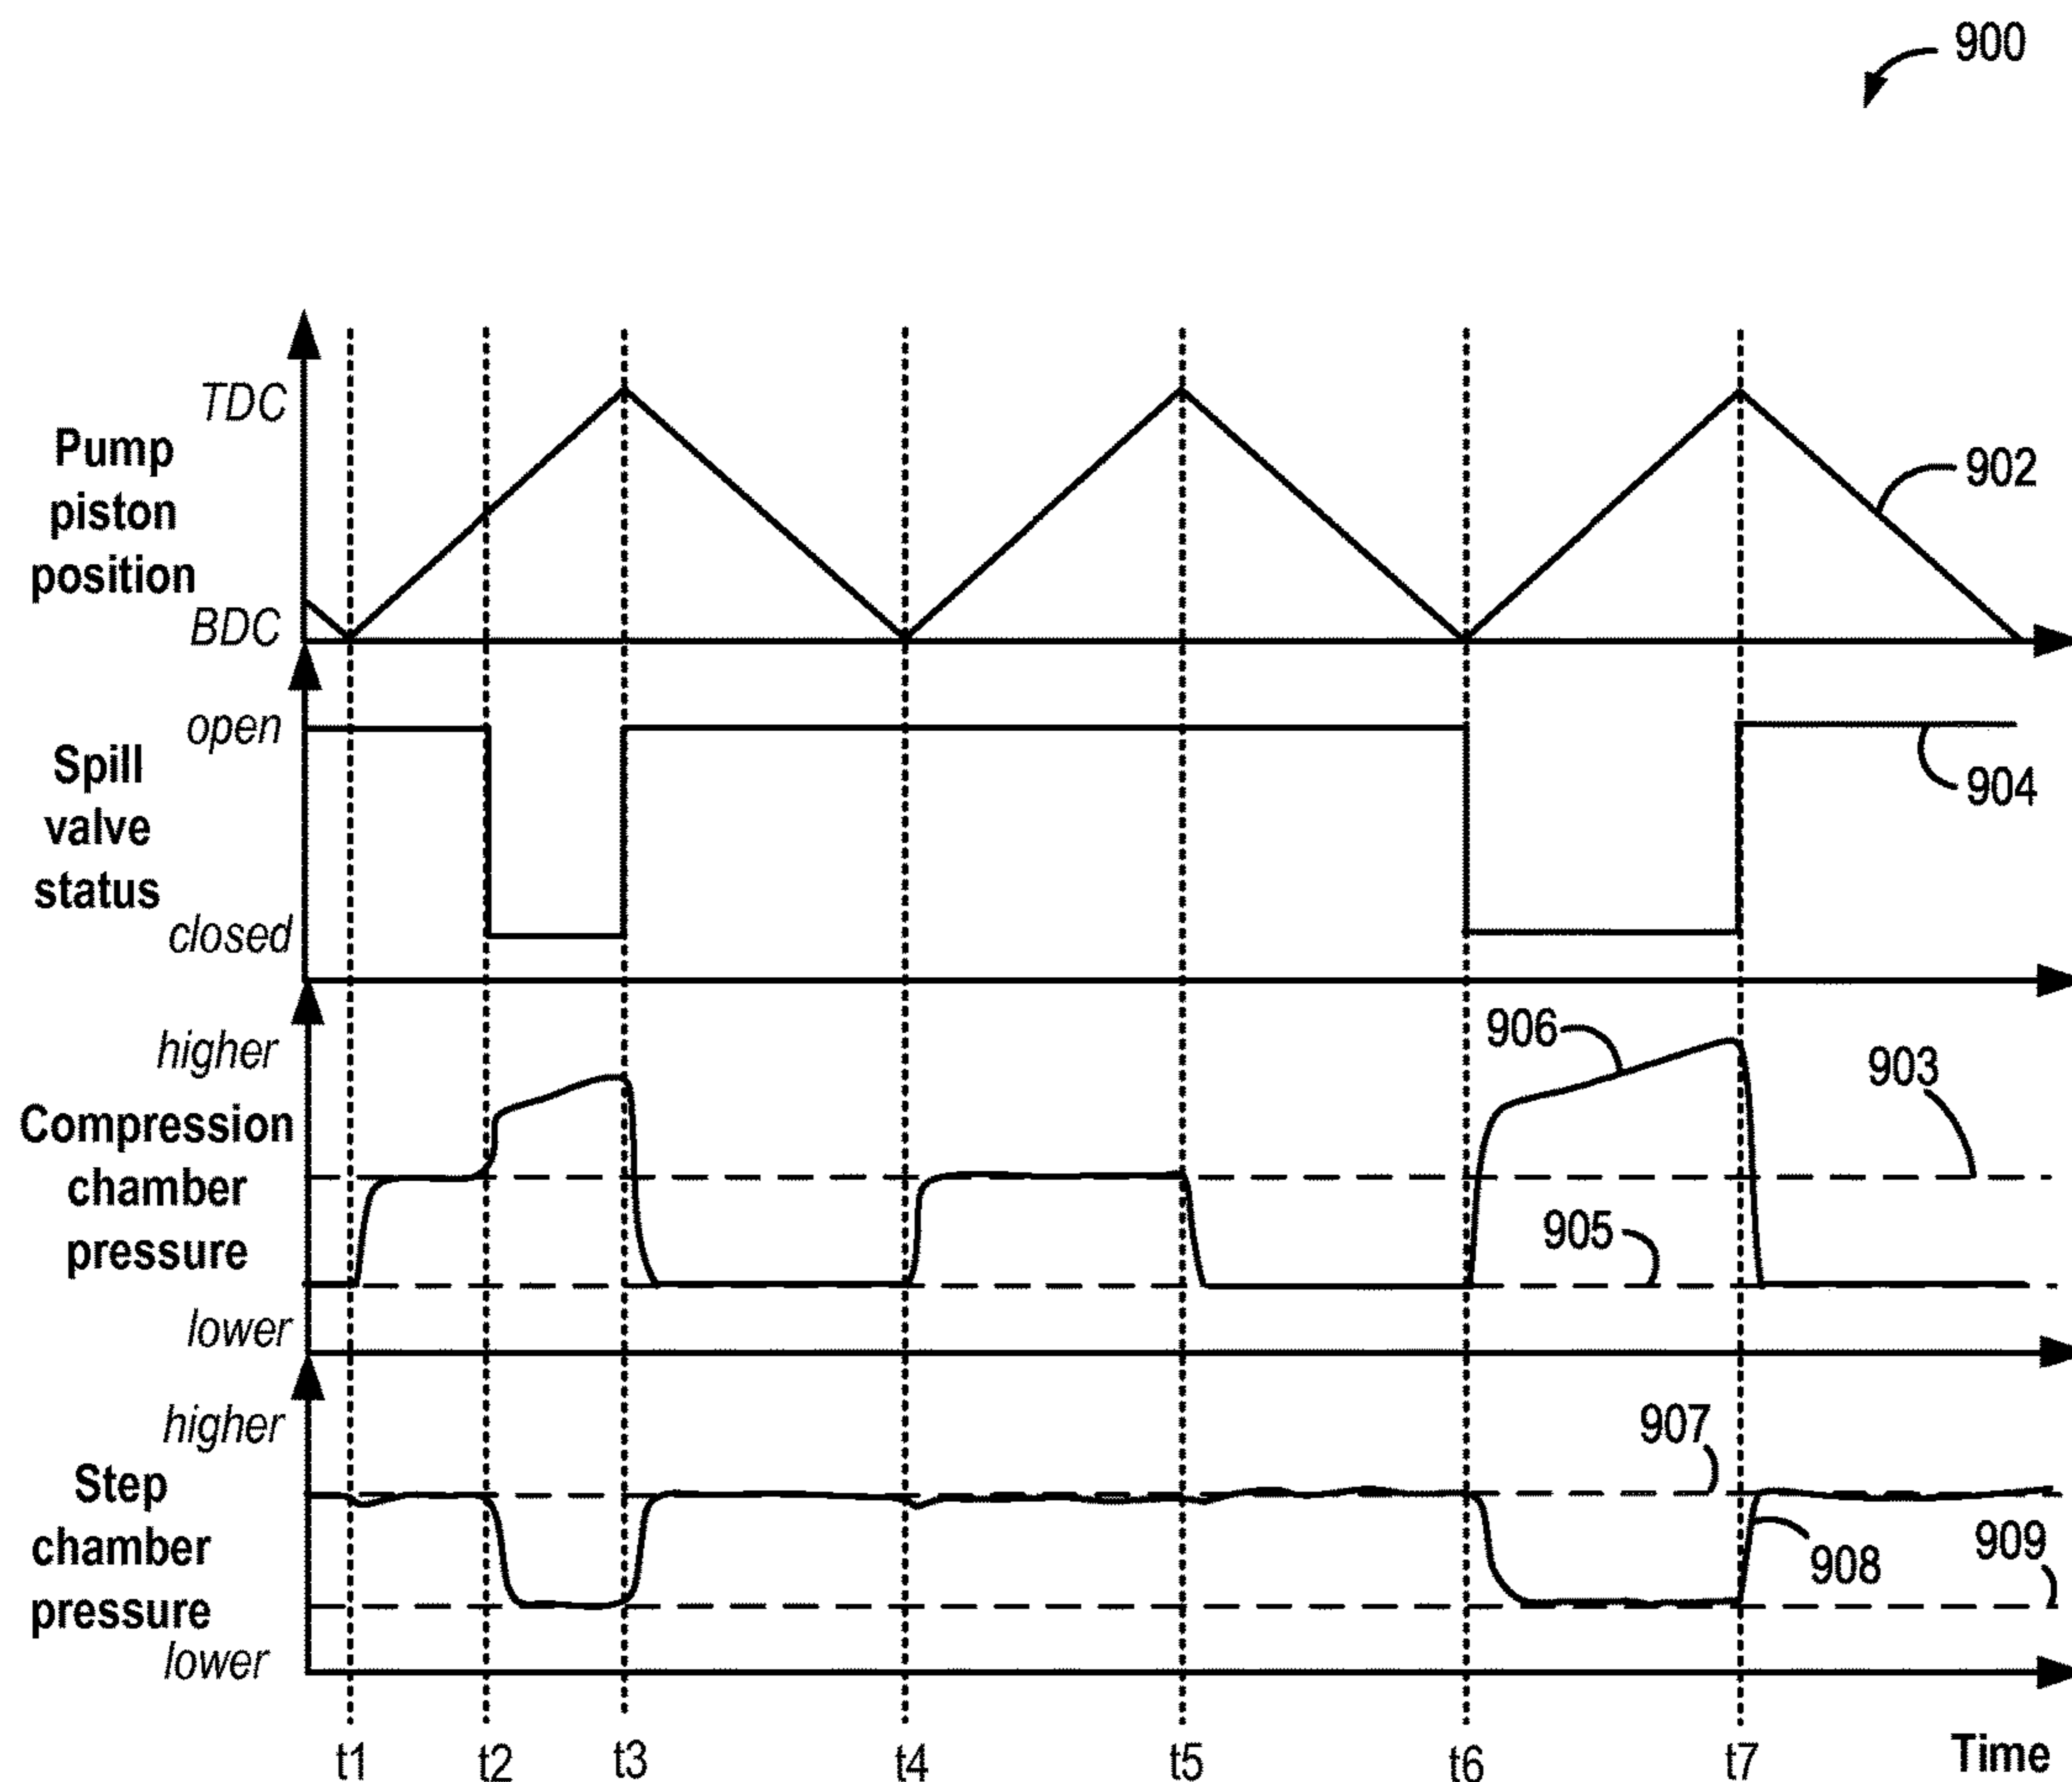 900
TDC
Pump
piston
position
BDC
902
open
Spill
valve
status
closed
904
higher
Compression
chamber
pressure
lower
906
903
905
higher
Step
chamber
pressure
lower
907
908
909
t1 t2 t3 t4 t5 t6 t7 Time